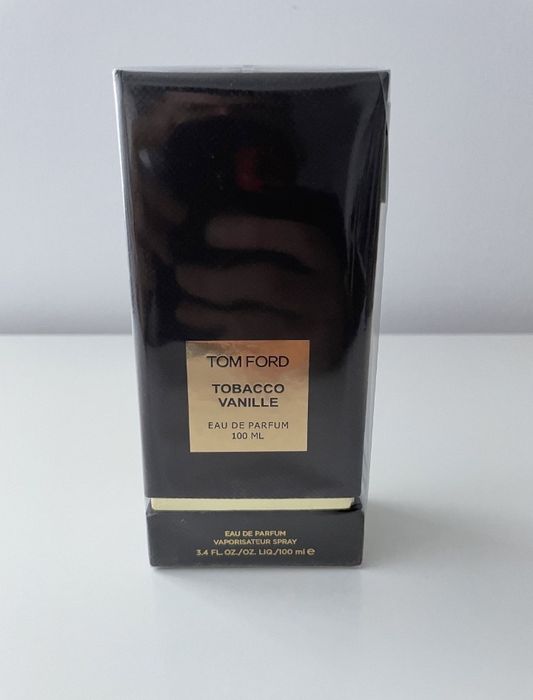 TOM FORD
TOBACCO
VANILLE
EAU DE PARFUM
100 ML
EAU DE PARFUM
VAPORISATEUR SPRAY
3.4 FL. OZ./OZ. LIQ./100 ml ℮